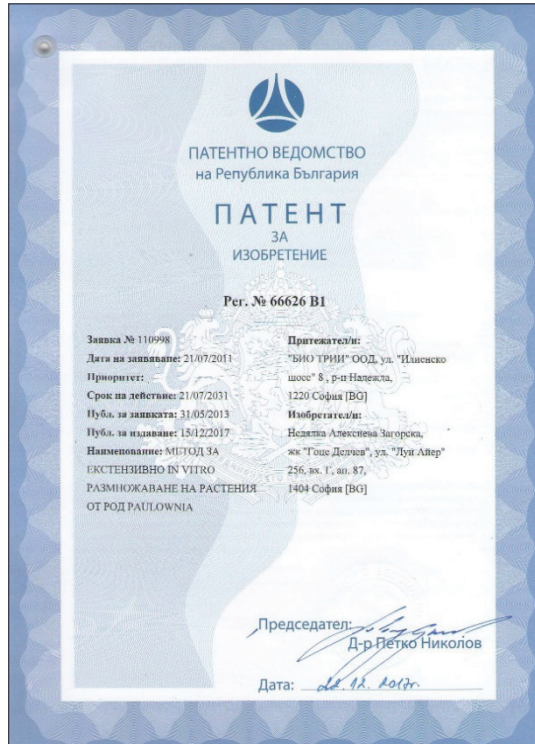 ПАТЕНТНО ВЕДОМСТВО
на Република България
ПАТЕНТ
ЗА
ИЗОБРЕТЕНИЕ
Рег. № 66626 B1
Заявка № 110998
Дата на заявяване: 21/07/2011
Приоритет:
Срок на действие: 21/07/2031
Публ. за заявката: 31/05/2013
Публ. за издаване: 15/12/2017
Наименование: МЕТОД ЗА
ЕКСТЕНЗИВНО IN VITRO
РАЗМНОЖАВАНЕ НА РАСТЕНИЯ
ОТ РОД PAULOWNIA
Притежател/и:
"БИО ТРИИ" ООД, ул. "Илиенско
шосе" 8 , р-н Надежда,
1220 София [BG]
Изобретател/и:
Недялка Алексиева Загорска,
жк "Гоце Делчев", ул. "Луи Айер"
256, вх. Г, ап. 87,
1404 София [BG]
Председател:
Д-р Петко Николов
Дата: 22.12.2017г.